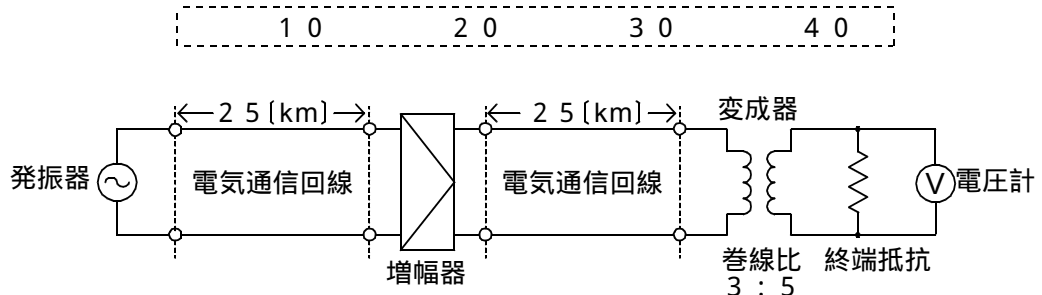 10 20 30 40
25〔km〕 25〔km〕 変成器
発振器 電気通信回線 電気通信回線 V 電圧計
増幅器 巻線比 終端抵抗
3:5